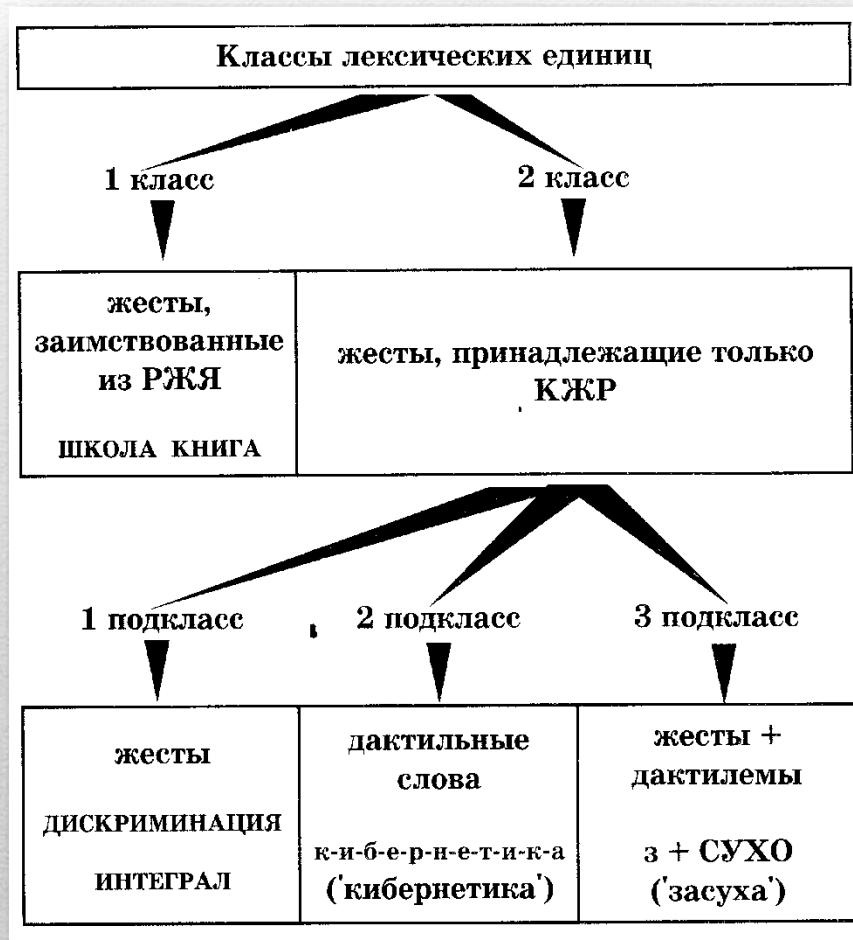 Классы лексических единиц
1 класс
2 класс
жесты,
заимствованные
из РЖЯ
ШКОЛА КНИГА
жесты, принадлежащие только
КЖР
1 подкласс
2 подкласс
3 подкласс
жесты
ДИСКРИМИНАЦИЯ
ИНТЕГРАЛ
дактильные
слова
к-и-б-е-р-н-е-т-и-к-а
('кибернетика')
жесты +
дактилемы
з + СУХО
('засуха')